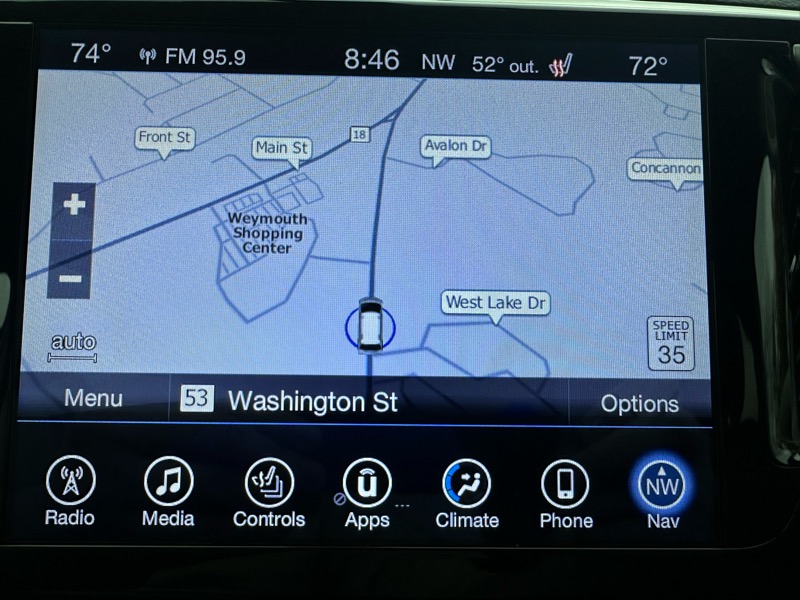 74° FM 95.9 8:46 NW 52° out. 72°
Front St
Main St
18
Avalon Dr
Concannon
+
Weymouth
Shopping
Center
−
West Lake Dr
auto
SPEED
LIMIT
35
Menu
53 Washington St
Options
Radio
Media
Controls
u
Apps
...
Climate
Phone
NW
Nav